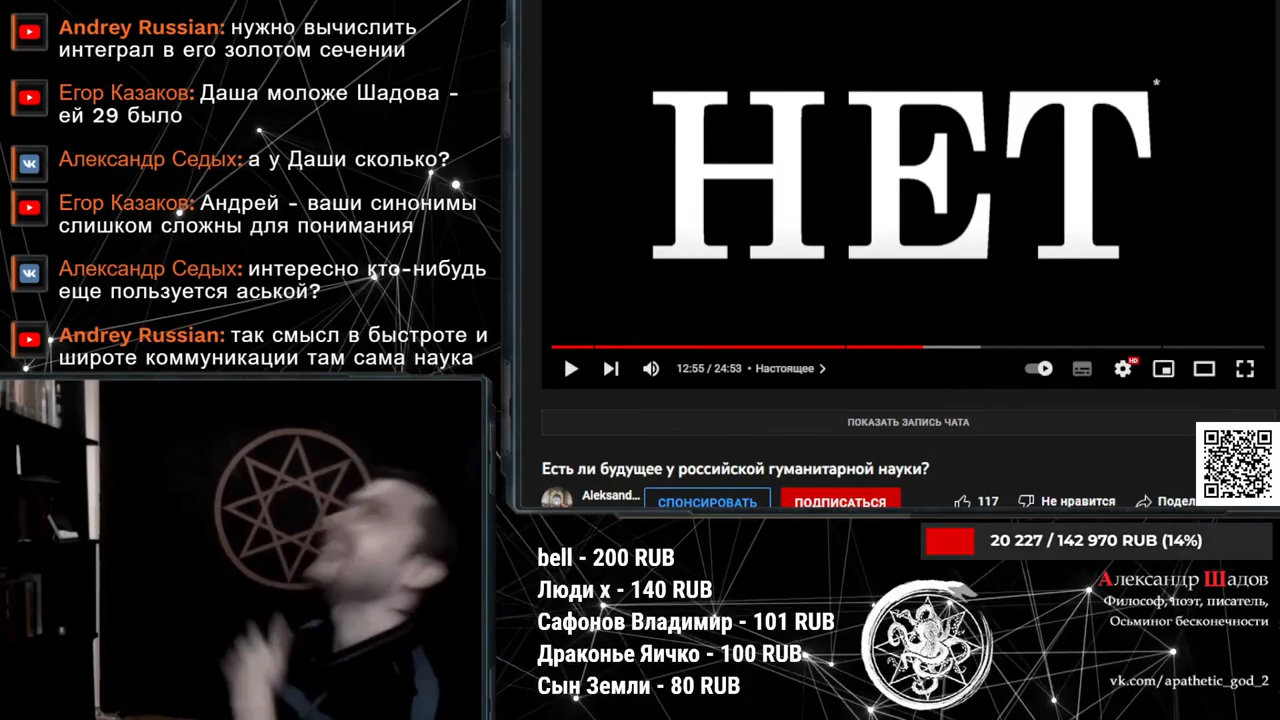 Andrey Russian: нужно вычислить
интеграл в его золотом сечении
Егор Казаков: Даша моложе Шадова -
ей 29 было
Александр Седых: а у Даши сколько?
Егор Казаков: Андрей - ваши синонимы
слишком сложны для понимания
Александр Седых: интересно кто-нибудь
еще пользуется аськой?
Andrey Russian: так смысл в быстроте и
широте коммуникации там сама наука
НЕТ*
12:55 / 24:53 • Настоящее
HD
ПОКАЗАТЬ ЗАПИСЬ ЧАТА
Есть ли будущее у российской гуманитарной науки?
Aleksand...
СПОНСИРОВАТЬ
ПОДПИСАТЬСЯ
117
Не нравится
Подел
20 227 / 142 970 RUB (14%)
bell - 200 RUB
Люди х - 140 RUB
Сафонов Владимир - 101 RUB
Драконье Яичко - 100 RUB
Сын Земли - 80 RUB
Александр Шадов
Философ, поэт, писатель,
Осьминог бесконечности
vk.com/apathetic_god_2